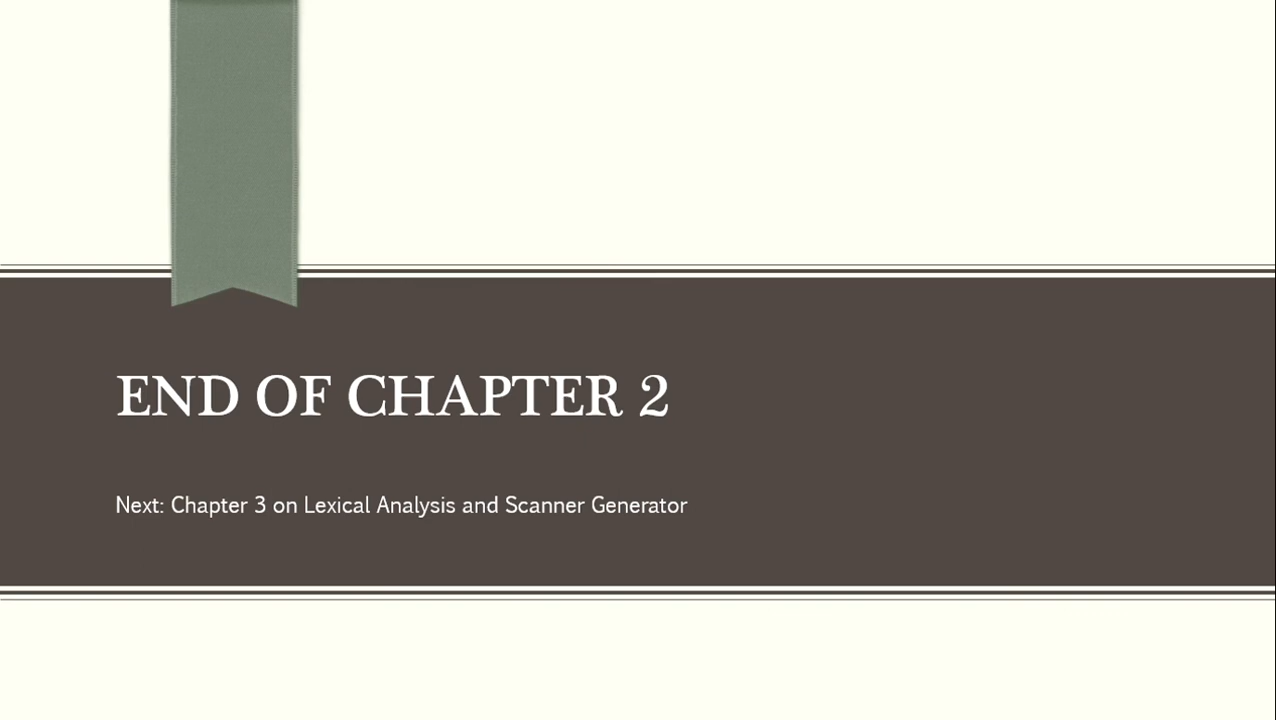 END OF CHAPTER 2
Next: Chapter 3 on Lexical Analysis and Scanner Generator